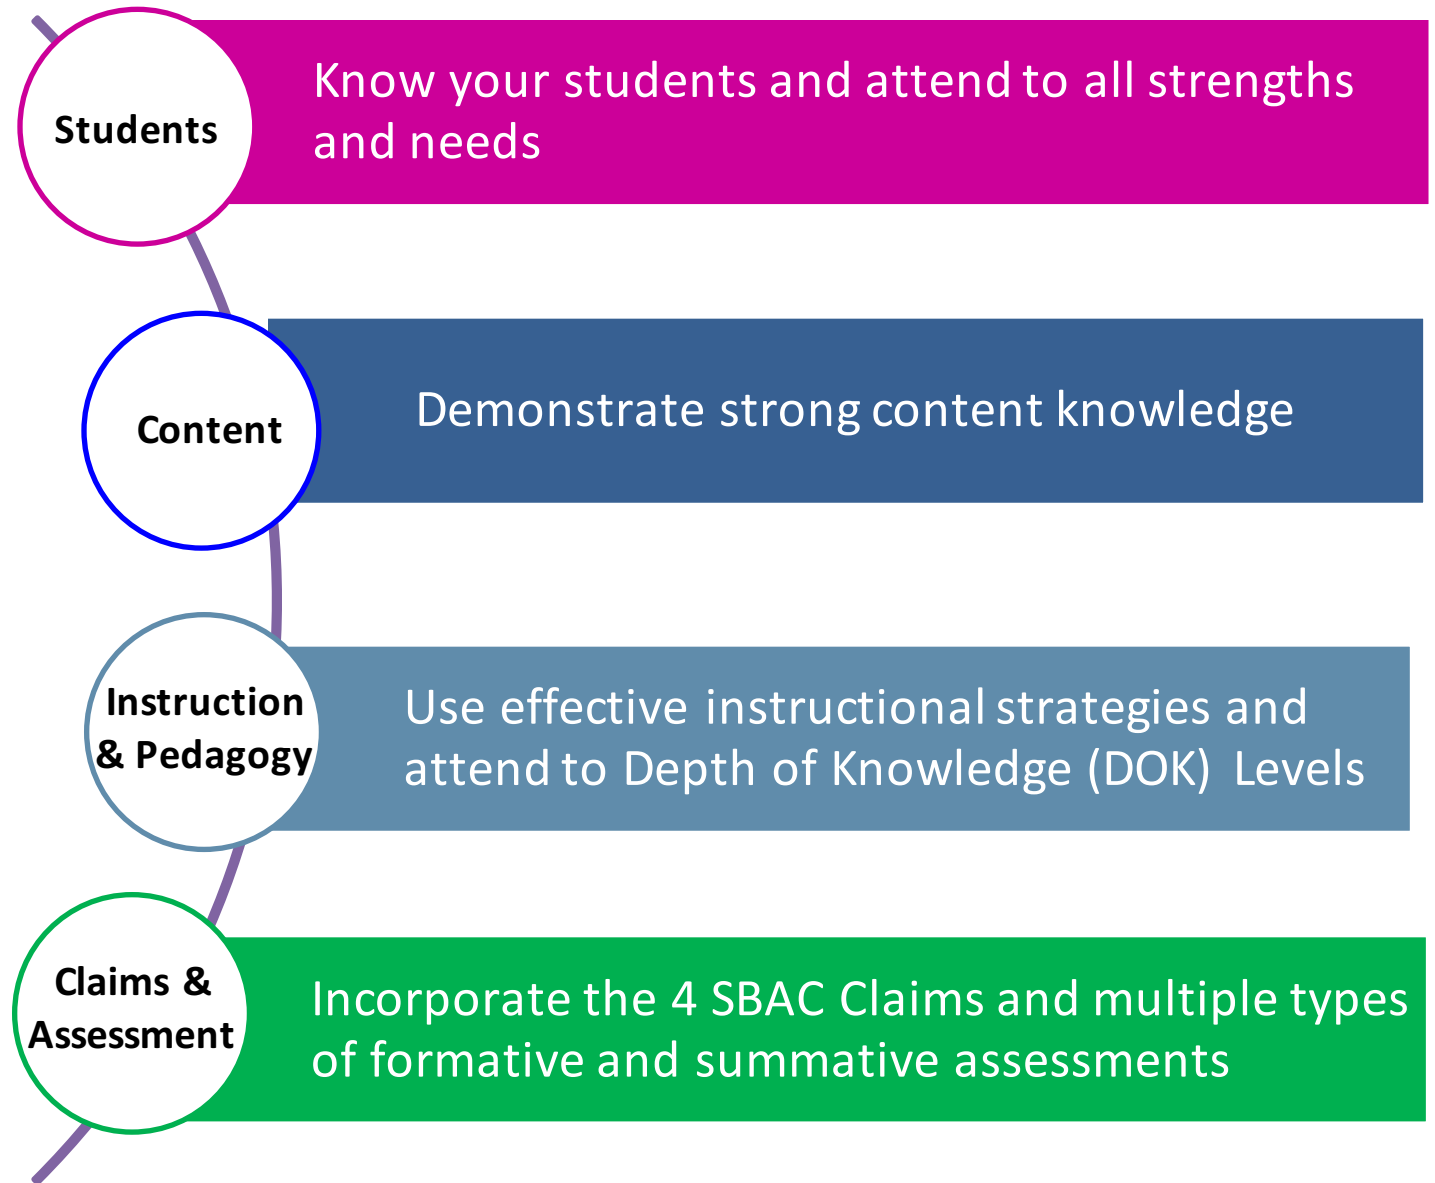 Students
Know your students and attend to all strengths
and needs
Content
Demonstrate strong content knowledge
Instruction
& Pedagogy
Use effective instructional strategies and
attend to Depth of Knowledge (DOK) Levels
Claims &
Assessment
Incorporate the 4 SBAC Claims and multiple types
of formative and summative assessments